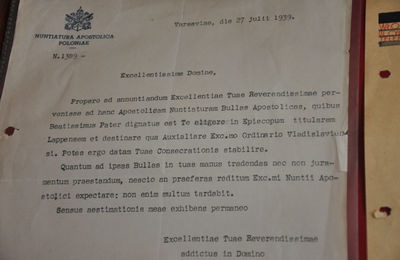 NUNTIATURA APOSTOLICA
POLONIAE
N.1389 -
Varsaviae, die 27 julii 1939.
Excellentissime Domine,
Propero ad annuntiandum Excellentiae Tuae Reverendissimae per-
venisse ad hanc Apostolicam Nuntiaturam Bullas Apostolicas, quibus
Beatissimus Pater dignatus est Te eligere in Episcopum titularem
Lappensem et destinare qua Auxiliare Exc.mo Ordinario Vladislavien
si. Potes ergo datam Tuae Consecrationis stabilire.
Quantum ad ipsas Bullas in tuas manus tradendas nec non jura-
mentum praestandum, nescio an praeferas reditum Exc.mi Nuntii Apo-
stolici expectare; non enim multum tardabit.
Sensus aestimationis meae exhibens permaneo
Excellentiae Tuae Reverendissimae
addictus in Domino